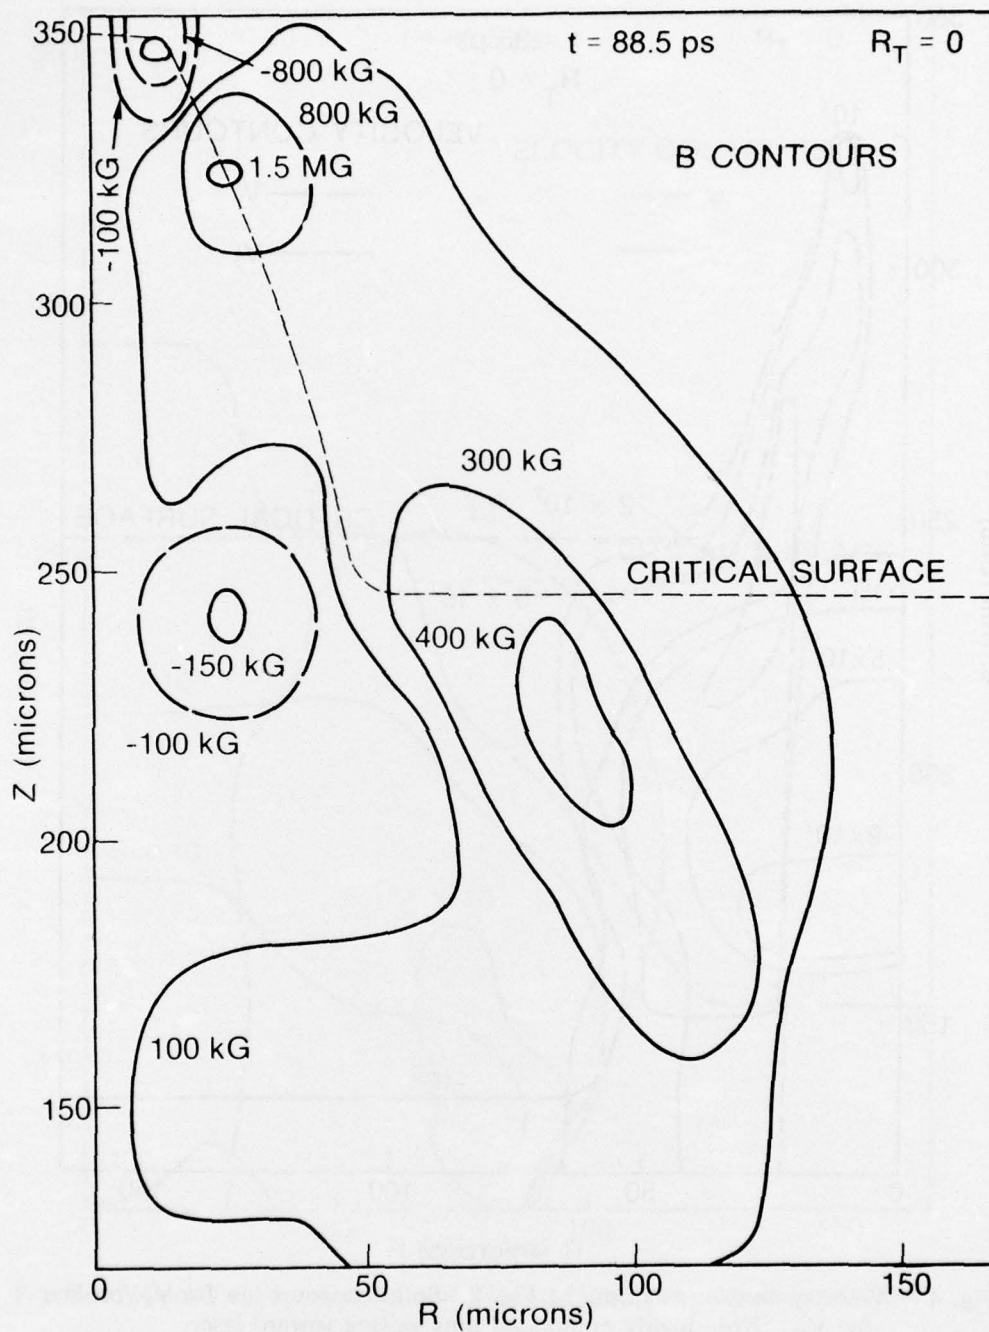 350
t = 88.5 ps
R_T = 0
-800 kG
800 kG
B CONTOURS
1.5 MG
-100 kG
300
300 kG
250
CRITICAL SURFACE
400 kG
-150 kG
-100 kG
Z (microns)
200
100 kG
150
0
50
100
150
R (microns)